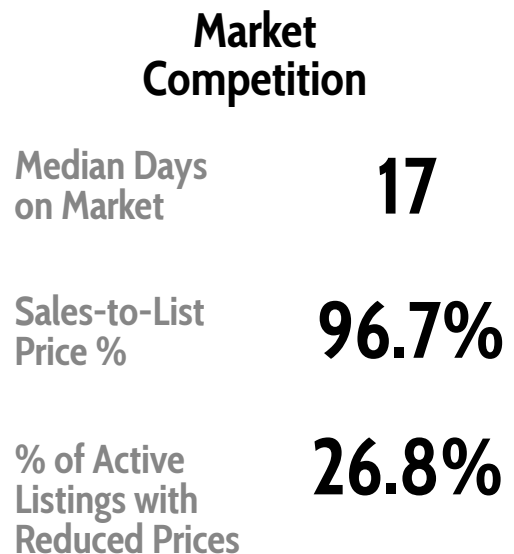 Market
Competition
Median Days
on Market
17
Sales-to-List
Price %
96.7%
% of Active
Listings with
Reduced Prices
26.8%